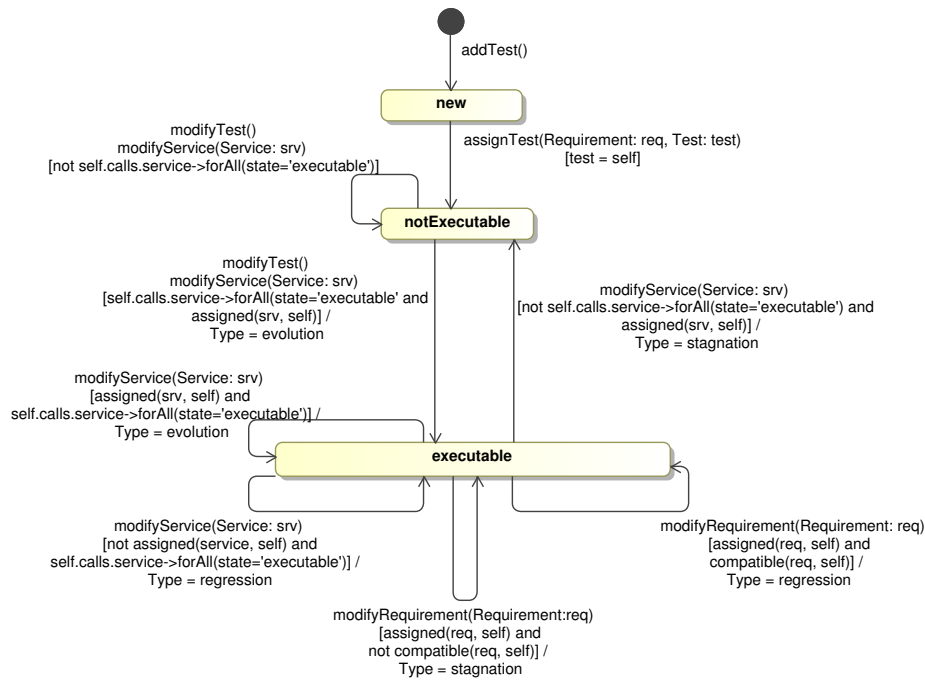 addTest()
new
modifyTest()
modifyService(Service: srv)
[not self.calls.service->forAll(state='executable')]
assignTest(Requirement: req, Test: test)
[test = self]
notExecutable
modifyTest()
modifyService(Service: srv)
[self.calls.service->forAll(state='executable' and
assigned(srv, self)] /
Type = evolution
modifyService(Service: srv)
[not self.calls.service->forAll(state='executable') and
assigned(srv, self)] /
Type = stagnation
modifyService(Service: srv)
[assigned(srv, self) and
self.calls.service->forAll(state='executable')] /
Type = evolution
executable
modifyService(Service: srv)
[not assigned(service, self) and
self.calls.service->forAll(state='executable')] /
Type = regression
modifyRequirement(Requirement: req)
[assigned(req, self) and
compatible(req, self)] /
Type = regression
modifyRequirement(Requirement:req)
[assigned(req, self) and
not compatible(req, self)] /
Type = stagnation